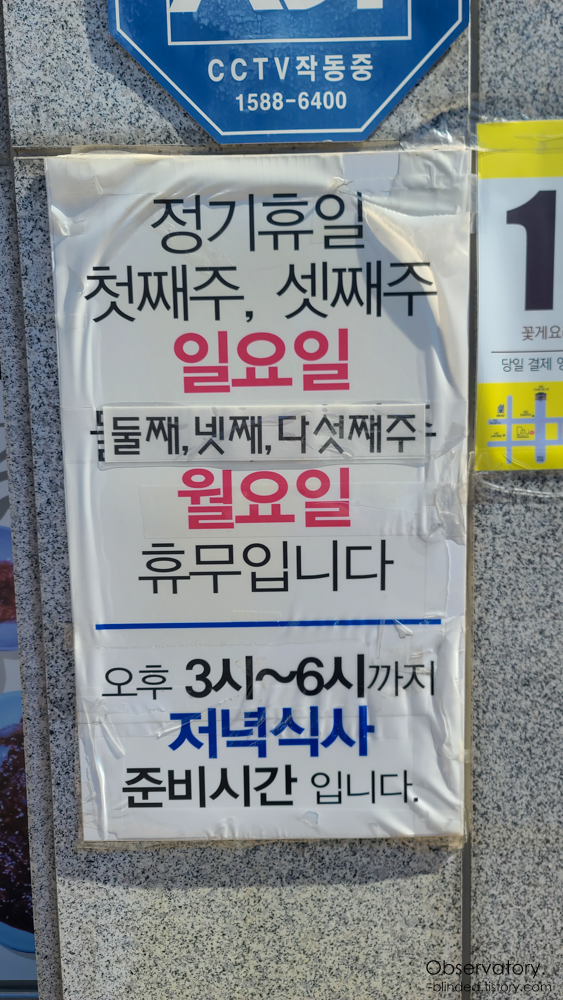 CCTV작동중
1588-6400
정기휴일
첫째주, 셋째주
일요일
둘째,넷째,다섯째주
월요일
휴무입니다
오후 3시~6시까지
저녁식사
준비시간 입니다.
1
꽃게요
당일 결제
Observatory.
-blinded.tistory.com